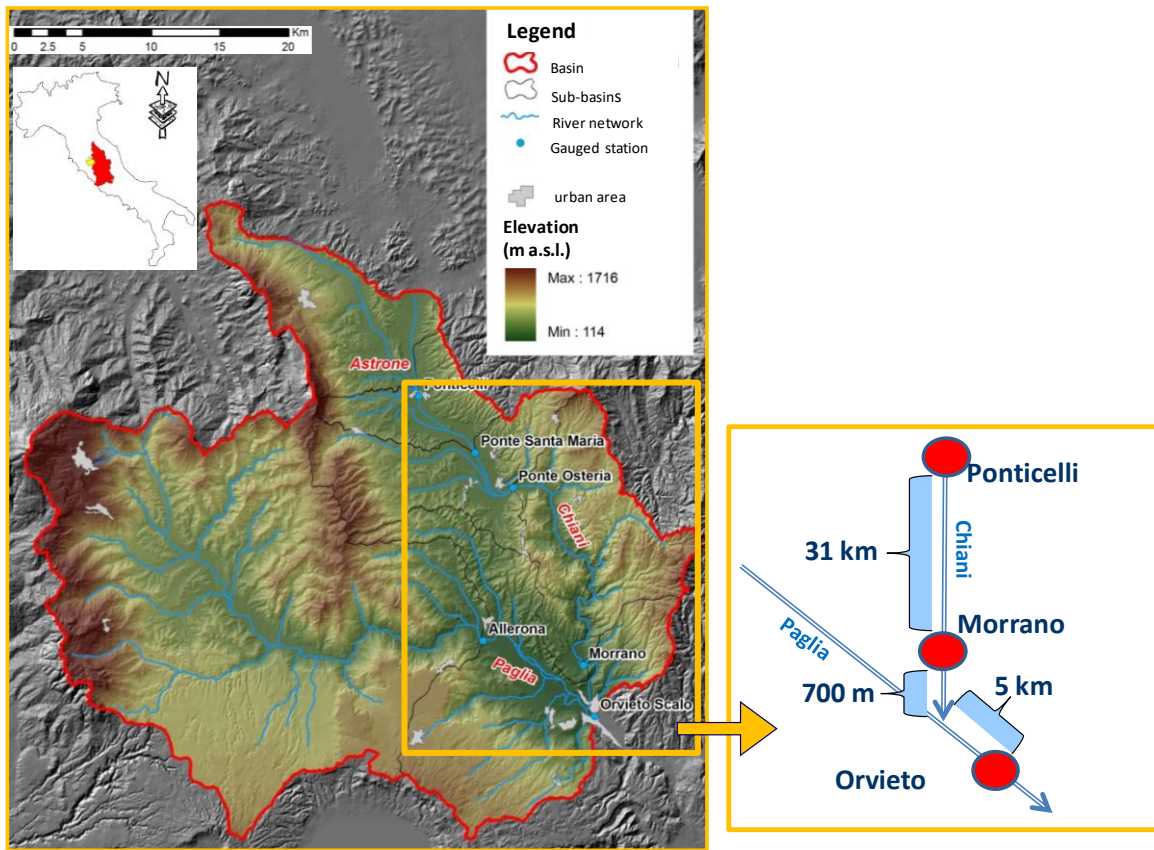 Km
0 2.5 5 10 15 20
N
Legend
Basin
Sub-basins
River network
Gauged station
urban area
Elevation
(m a.s.l.)
Max : 1716
Min : 114
Astrone
Ponticelli
Ponte Santa Maria
Ponte Osteria
Chiani
Allerona
Morrano
Paglia
Orvieto Scalo
Ponticelli
Chiani
31 km
Morrano
Paglia
700 m
5 km
Orvieto